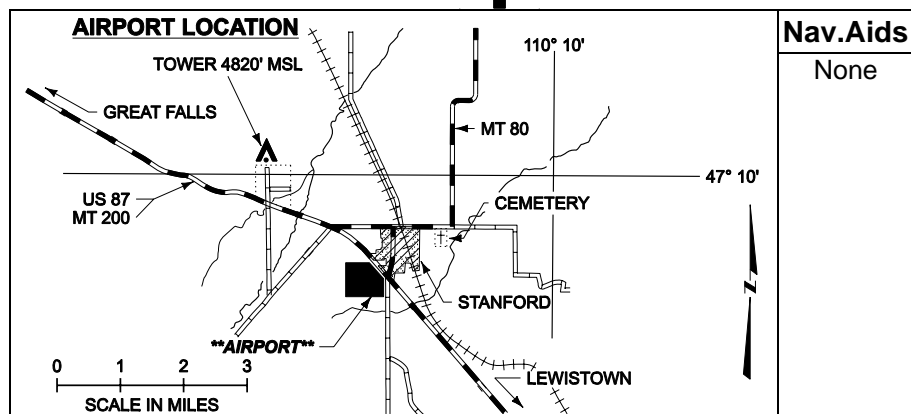 AIRPORT LOCATION
Nav.Aids
None
110° 10'
TOWER 4820' MSL
GREAT FALLS
MT 80
47° 10'
US 87
MT 200
CEMETERY
STANFORD
N
**AIRPORT**
0 1 2 3
SCALE IN MILES
LEWISTOWN